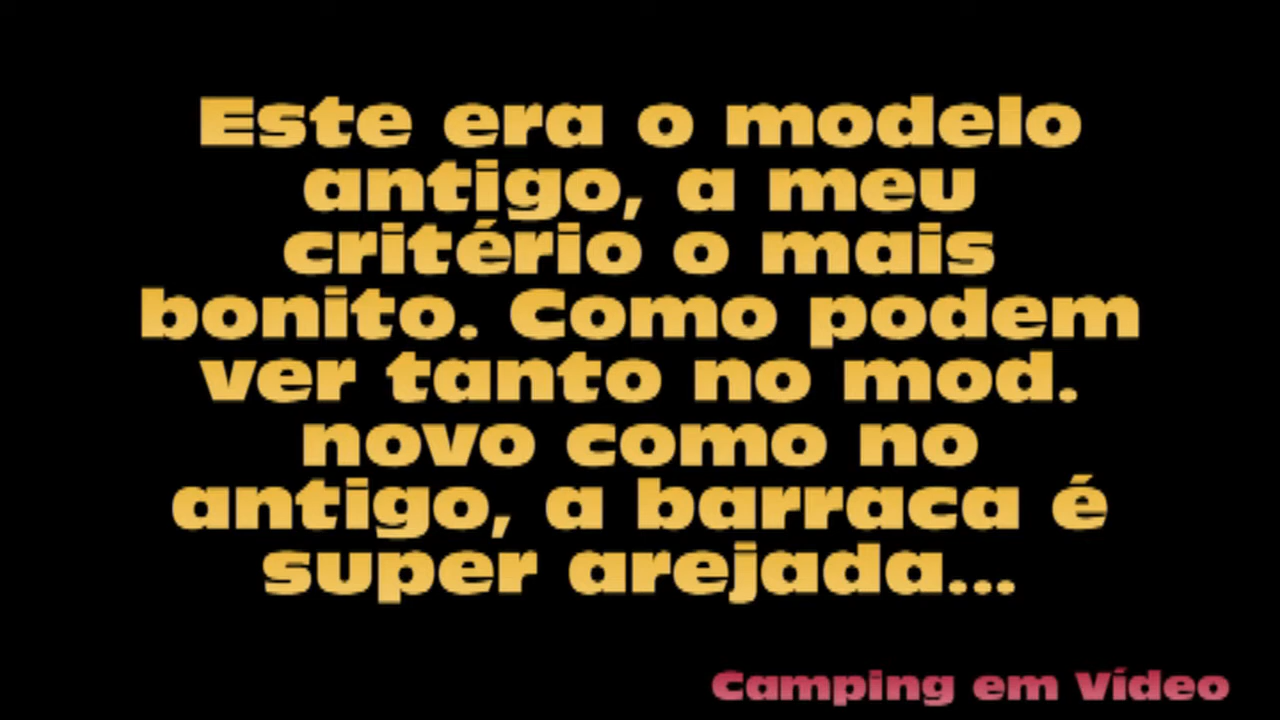 Este era o modelo
antigo, a meu
critério o mais
bonito. Como podem
ver tanto no mod.
novo como no
antigo, a barraca é
super arejada...
Camping em Vídeo